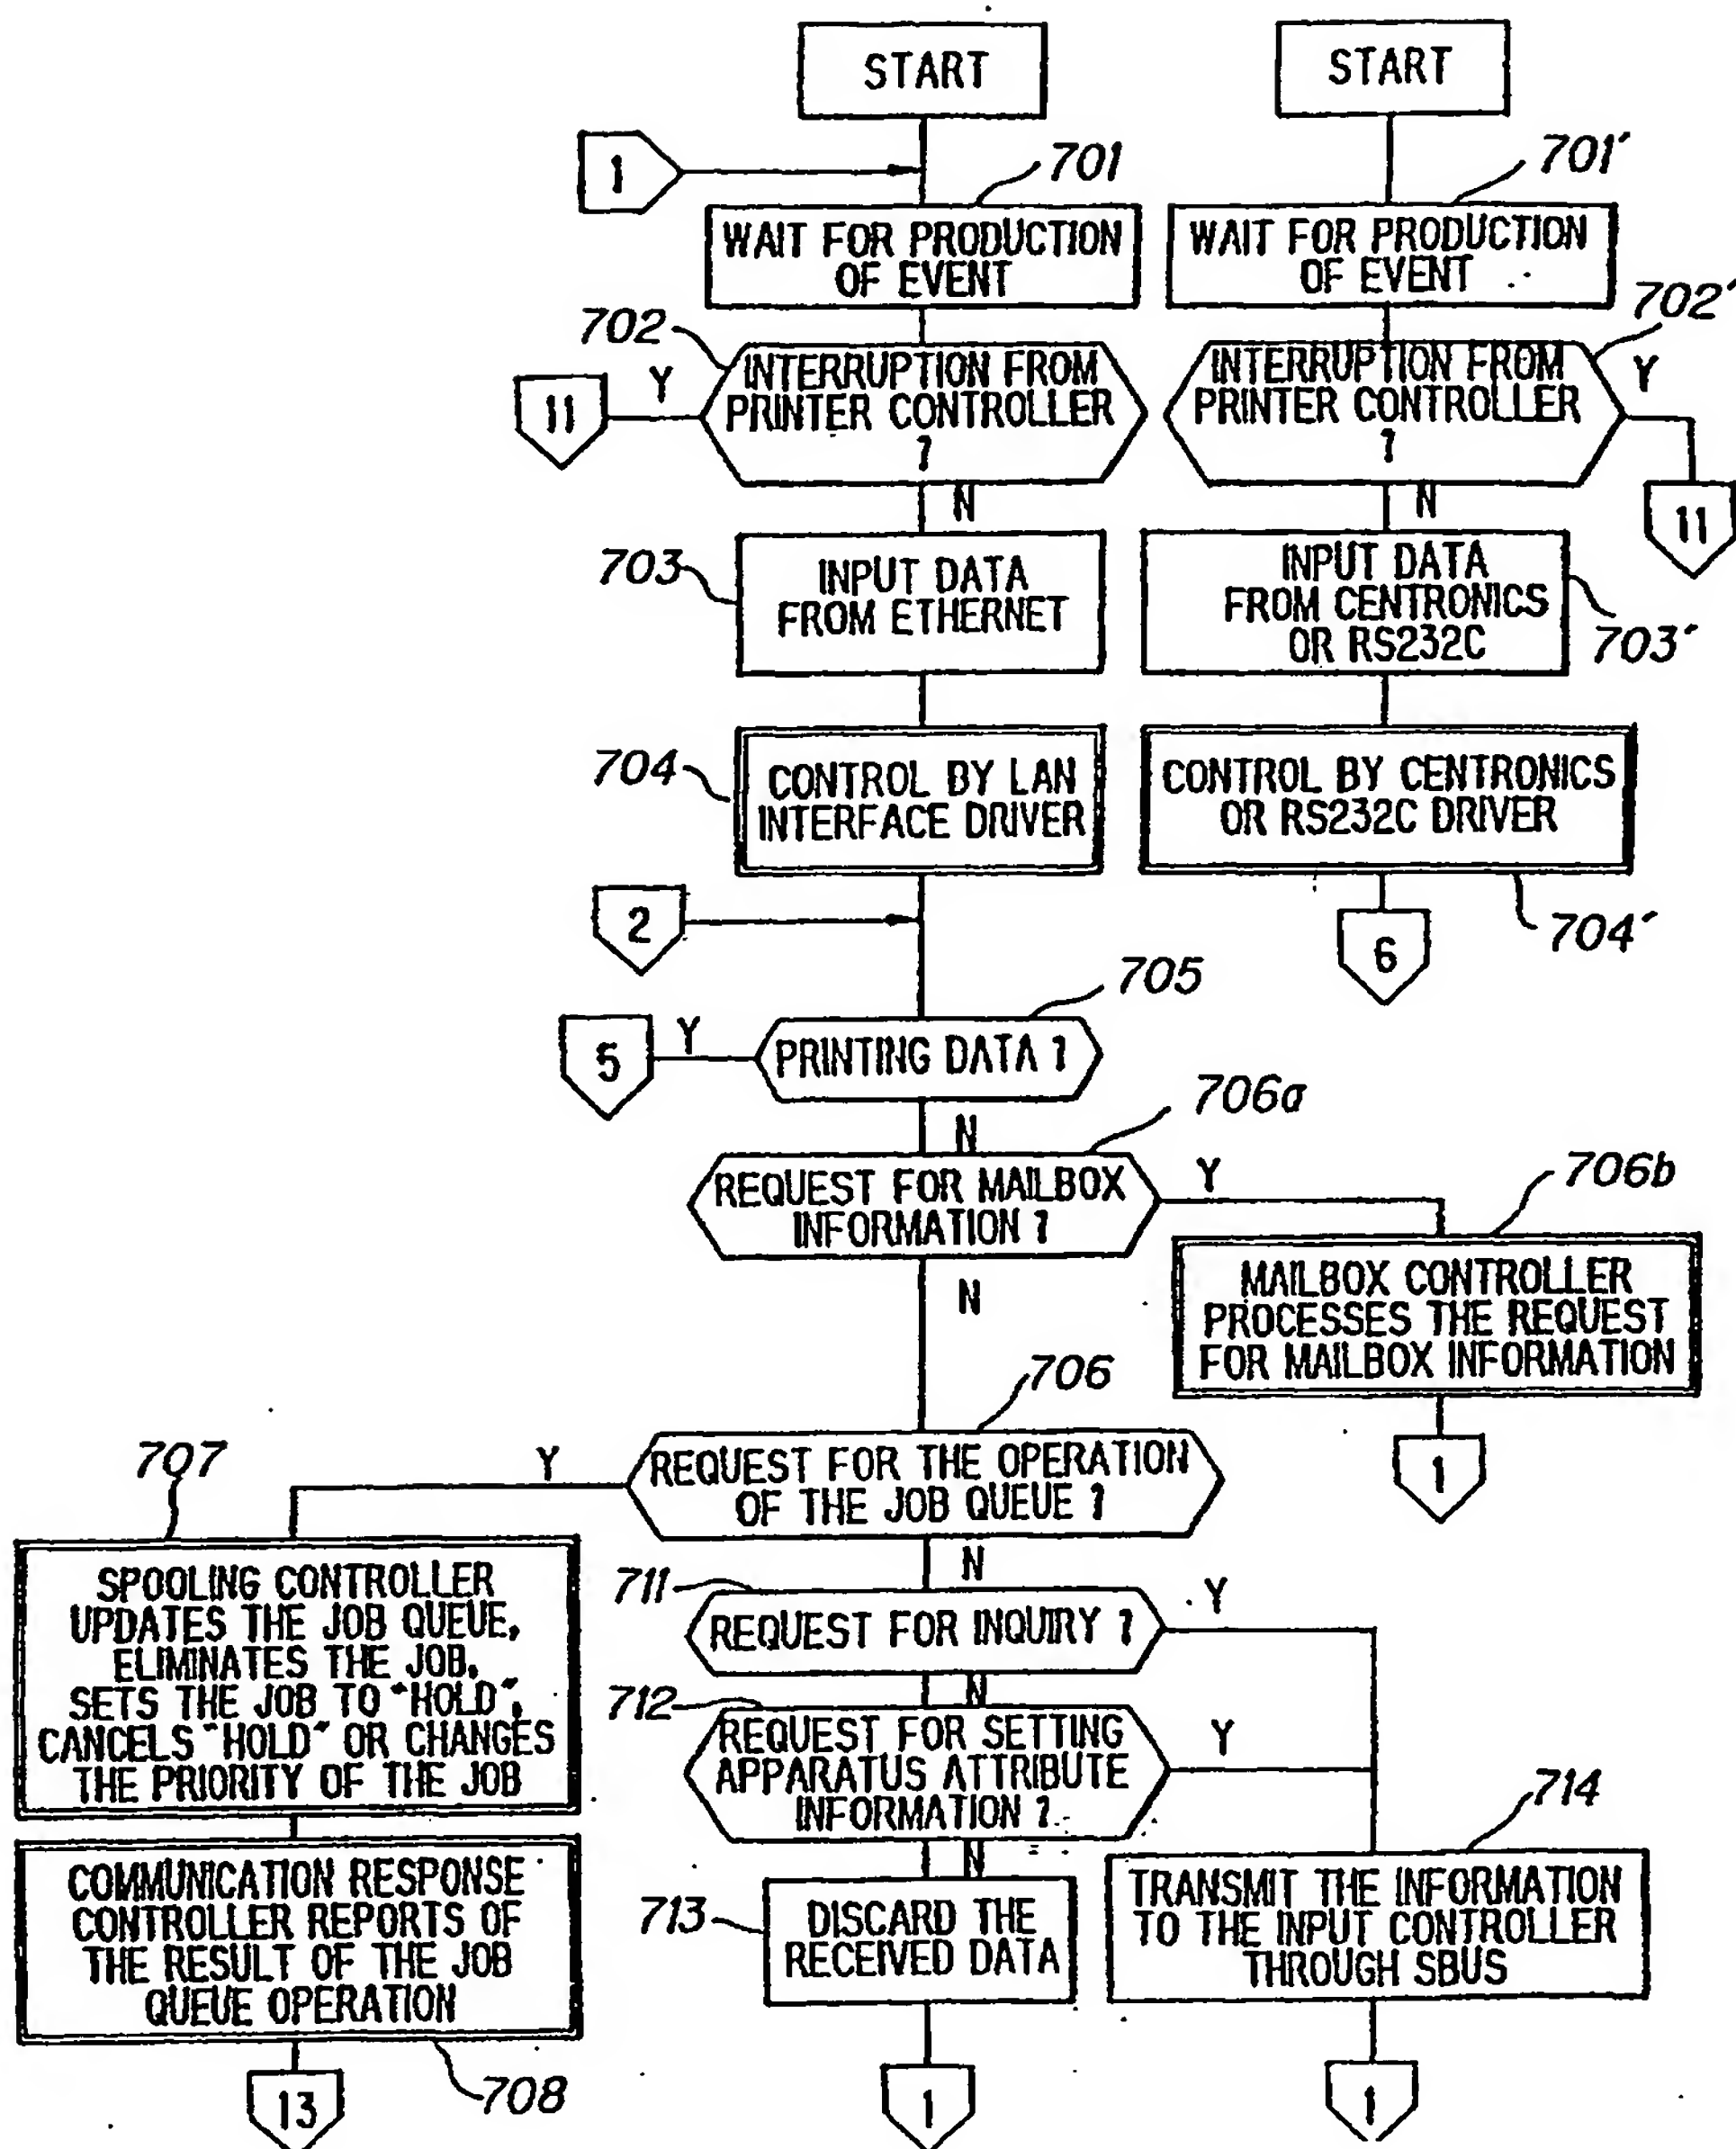 START
START
1
701
701´
WAIT FOR PRODUCTION
OF EVENT
WAIT FOR PRODUCTION
OF EVENT
702
702´
INTERRUPTION FROM
PRINTER CONTROLLER
?
Y
11
N
INTERRUPTION FROM
PRINTER CONTROLLER
?
Y
11
N
703
INPUT DATA
FROM ETHERNET
INPUT DATA
FROM CENTRONICS
OR RS232C
703´
704
CONTROL BY LAN
INTERFACE DRIVER
CONTROL BY CENTRONICS
OR RS232C DRIVER
704´
2
6
705
5
Y
PRINTING DATA ?
N
706a
REQUEST FOR MAILBOX
INFORMATION ?
Y
706b
N
MAILBOX CONTROLLER
PROCESSES THE REQUEST
FOR MAILBOX INFORMATION
1
706
707
Y
REQUEST FOR THE OPERATION
OF THE JOB QUEUE ?
N
SPOOLING CONTROLLER
UPDATES THE JOB QUEUE,
ELIMINATES THE JOB,
SETS THE JOB TO "HOLD",
CANCELS "HOLD" OR CHANGES
THE PRIORITY OF THE JOB
711
REQUEST FOR INQUIRY ?
Y
N
712
REQUEST FOR SETTING
APPARATUS ATTRIBUTE
INFORMATION ?
Y
N
714
COMMUNICATION RESPONSE
CONTROLLER REPORTS OF
THE RESULT OF THE JOB
QUEUE OPERATION
713
DISCARD THE
RECEIVED DATA
TRANSMIT THE INFORMATION
TO THE INPUT CONTROLLER
THROUGH SBUS
13
708
1
1